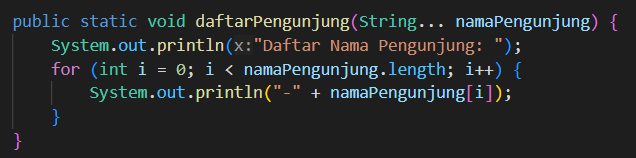 public static void daftarPengunjung(String... namaPengunjung) {
System.out.println(x:"Daftar Nama Pengunjung: ");
for (int i = 0; i < namaPengunjung.length; i++) {
System.out.println("-" + namaPengunjung[i]);
}
}